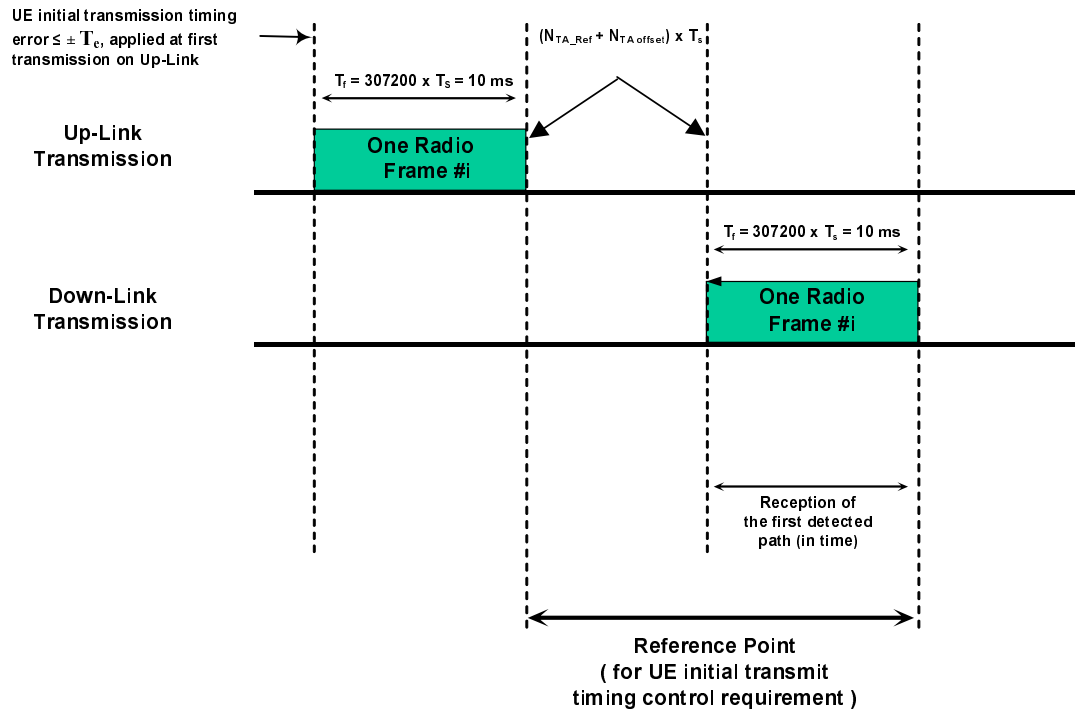 UE initial transmission timing
error ≤ ± Te, applied at first
transmission on Up-Link
(NTA_Ref + NTA offset) x Ts
Tf = 307200 x TS = 10 ms
Up-Link
Transmission
One Radio
Frame #i
Tf = 307200 x Ts = 10 ms
Down-Link
Transmission
One Radio
Frame #i
Reception of
the first detected
path (in time)
Reference Point
( for UE initial transmit
timing control requirement )